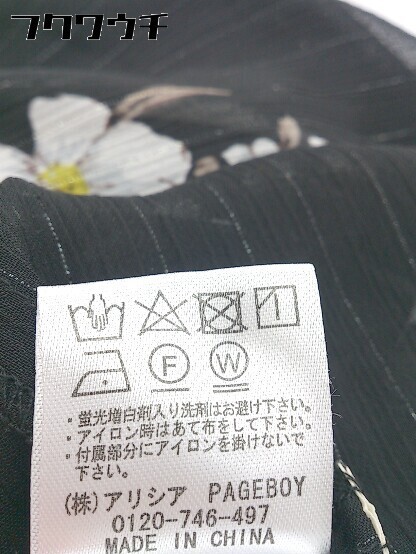 フクワウチ
F W
・蛍光増白剤入り洗剤はお避け下さい。
・アイロン時はあて布をして下さい。
・付属部分にアイロンを掛けないで
下さい。
(株)アリシア PAGEBOY
0120-746-497
MADE IN CHINA